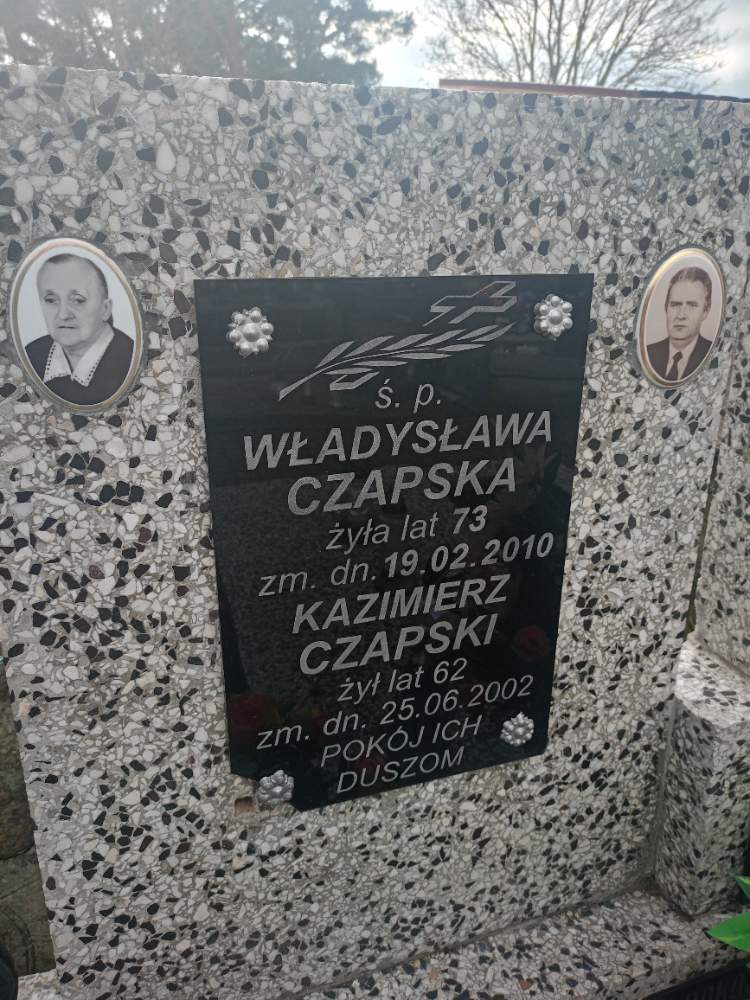 ś. p.
WŁADYSŁAWA
CZAPSKA
żyła lat 73
zm. dn. 19.02.2010
KAZIMIERZ
CZAPSKI
żył lat 62
zm. dn. 25.06.2002
POKÓJ ICH
DUSZOM